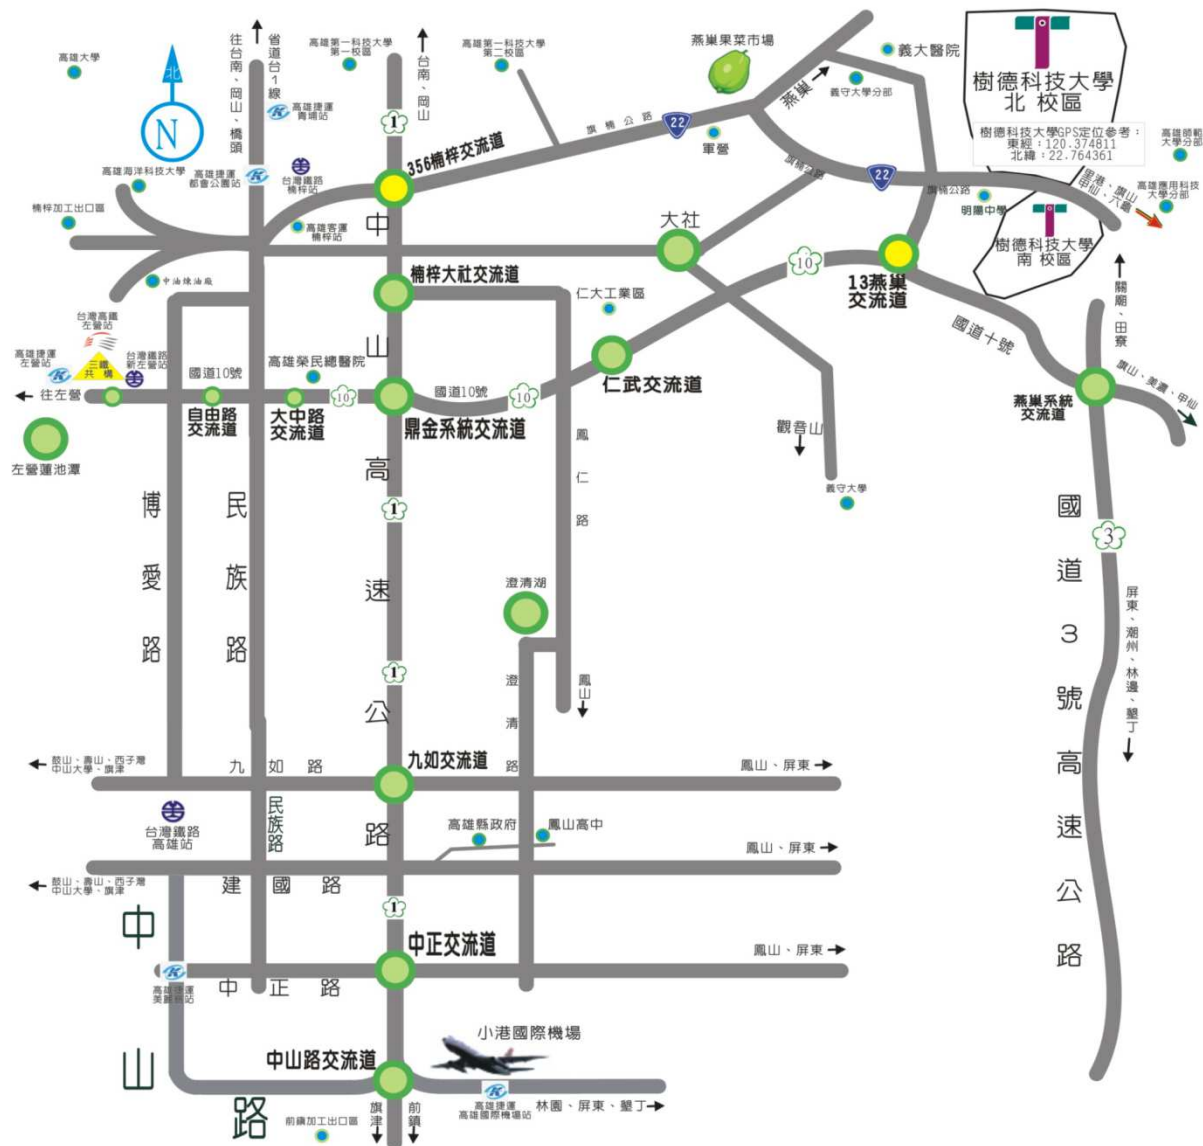 高雄大學
往台南、岡山、橋頭
省道台1線
高雄第一科技大學
第一校區
台南、岡山
高雄第一科技大學
第二校區
燕巢果菜市場
義大醫院
義守大學分部
燕巢
樹德科技大學
北 校區
樹德科技大學GPS定位參考：
東經：120.374811
北緯：22.764361
高雄師範
大學分部
高雄應用科技
大學分部
北
N
高雄捷運
青埔站
1
356楠梓交流道
旗楠公路
22
軍營
旗楠公路
22
旗楠公路
明陽中學
里港、旗山
甲仙、六龜
樹德科技大學
南 校區
高雄海洋科技大學
高雄捷運
都會公園站
台灣鐵路
楠梓站
楠梓加工出口區
高雄客運
楠梓站
大社
10
13燕巢
交流道
關廟、田寮
中油煉油廠
楠梓大社交流道
仁大工業區
國道十號
台灣高鐵
左營站
高雄捷運
左營站
三鐵
共構
台灣鐵路
新左營站
高雄榮民總醫院
國道10號
國道10號
仁武交流道
往左營
自由路
交流道
大中路
交流道
10
鼎金系統交流道
10
燕巢系統
交流道
旗山、美濃、甲仙
左營蓮池潭
觀音山
義守大學
鳳仁路
1
博愛路
民族路
中山高速公路
澄清湖
國道3號高速公路
3
屏東、潮州、林邊、墾丁
1
澄清路
鳳山
鼓山、壽山、西子灣
中山大學、旗津
九如路
九如交流道
鳳山、屏東
台灣鐵路
高雄站
民族路
高雄縣政府
鳳山高中
鳳山、屏東
鼓山、壽山、西子灣
中山大學、旗津
建國路
1
中正交流道
鳳山、屏東
高雄捷運
美麗島站
中正路
中山路
中山路交流道
小港國際機場
高雄捷運
高雄國際機場站
林園、屏東、墾丁
前鎮加工出口區
旗津
前鎮